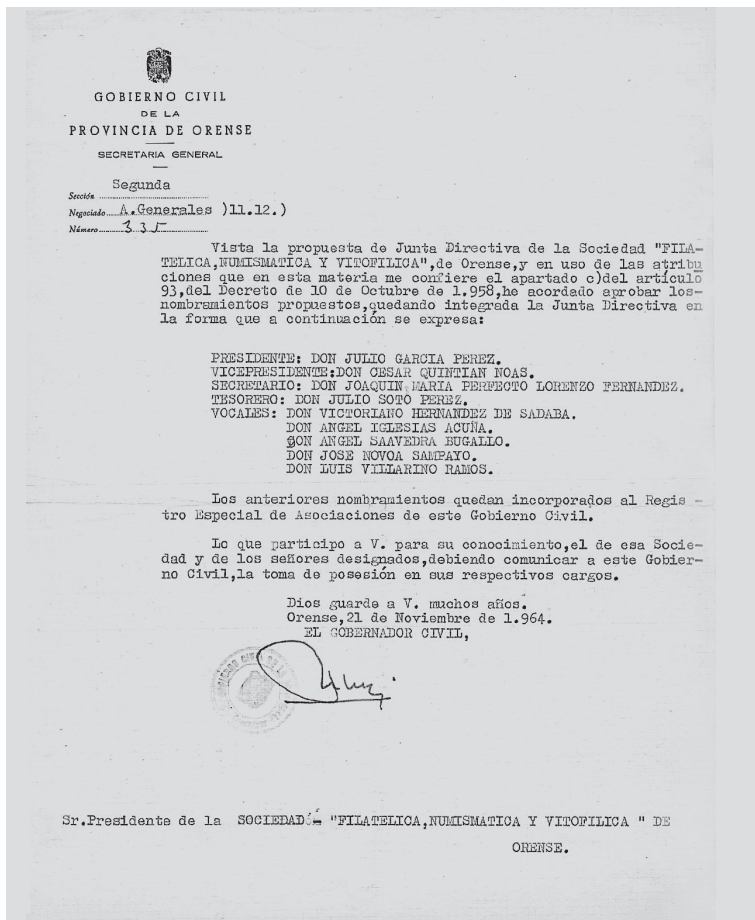 GOBIERNO CIVIL
DE LA
PROVINCIA DE ORENSE
SECRETARIA GENERAL
Sección Segunda
Negociado A.Generales )11.12.)
Número 335
Vista la propuesta de Junta Directiva de la Sociedad "FILA-
TELICA,NUMISMATICA Y VITOFILICA",de Orense,y en uso de las atribu
ciones que en esta materia me confiere el apartado c)del artículo
93,del Decreto de 10 de Octubre de 1.958,he acordado aprobar los-
nombramientos propuestos,quedando integrada la Junta Directiva en
la forma que a continuación se expresa:
PRESIDENTE: DON JULIO GARCIA PEREZ.
VICEPRESIDENTE:DON CESAR QUINTIAN NOAS.
SECRETARIO: DON JOAQUIN MARIA PERFECTO LORENZO FERNANDEZ.
TESORERO: DON JULIO SOTO PEREZ.
VOCALES: DON VICTORIANO HERNANDEZ DE SADABA.
DON ANGEL IGLESIAS ACUÑA.
DON ANGEL SAAVEDRA BUGALLO.
DON JOSE NOVOA SAMPAYO.
DON LUIS VILLARINO RAMOS.
Los anteriores nombramientos quedan incorporados al Regis -
tro Especial de Asociaciones de este Gobierno Civil.
Lo que participo a V. para su conocimiento,el de esa Socie-
dad y de los señores designados,debiendo comunicar a este Gobier-
no Civil,la toma de posesión en sus respectivos cargos.
Dios guarde a V. muchos años.
Orense,21 de Noviembre de 1.964.
EL GOBERNADOR CIVIL,
Sr.Presidente de la SOCIEDAD "FILATELICA,NUMISMATICA Y VITOFILICA " DE
ORENSE.